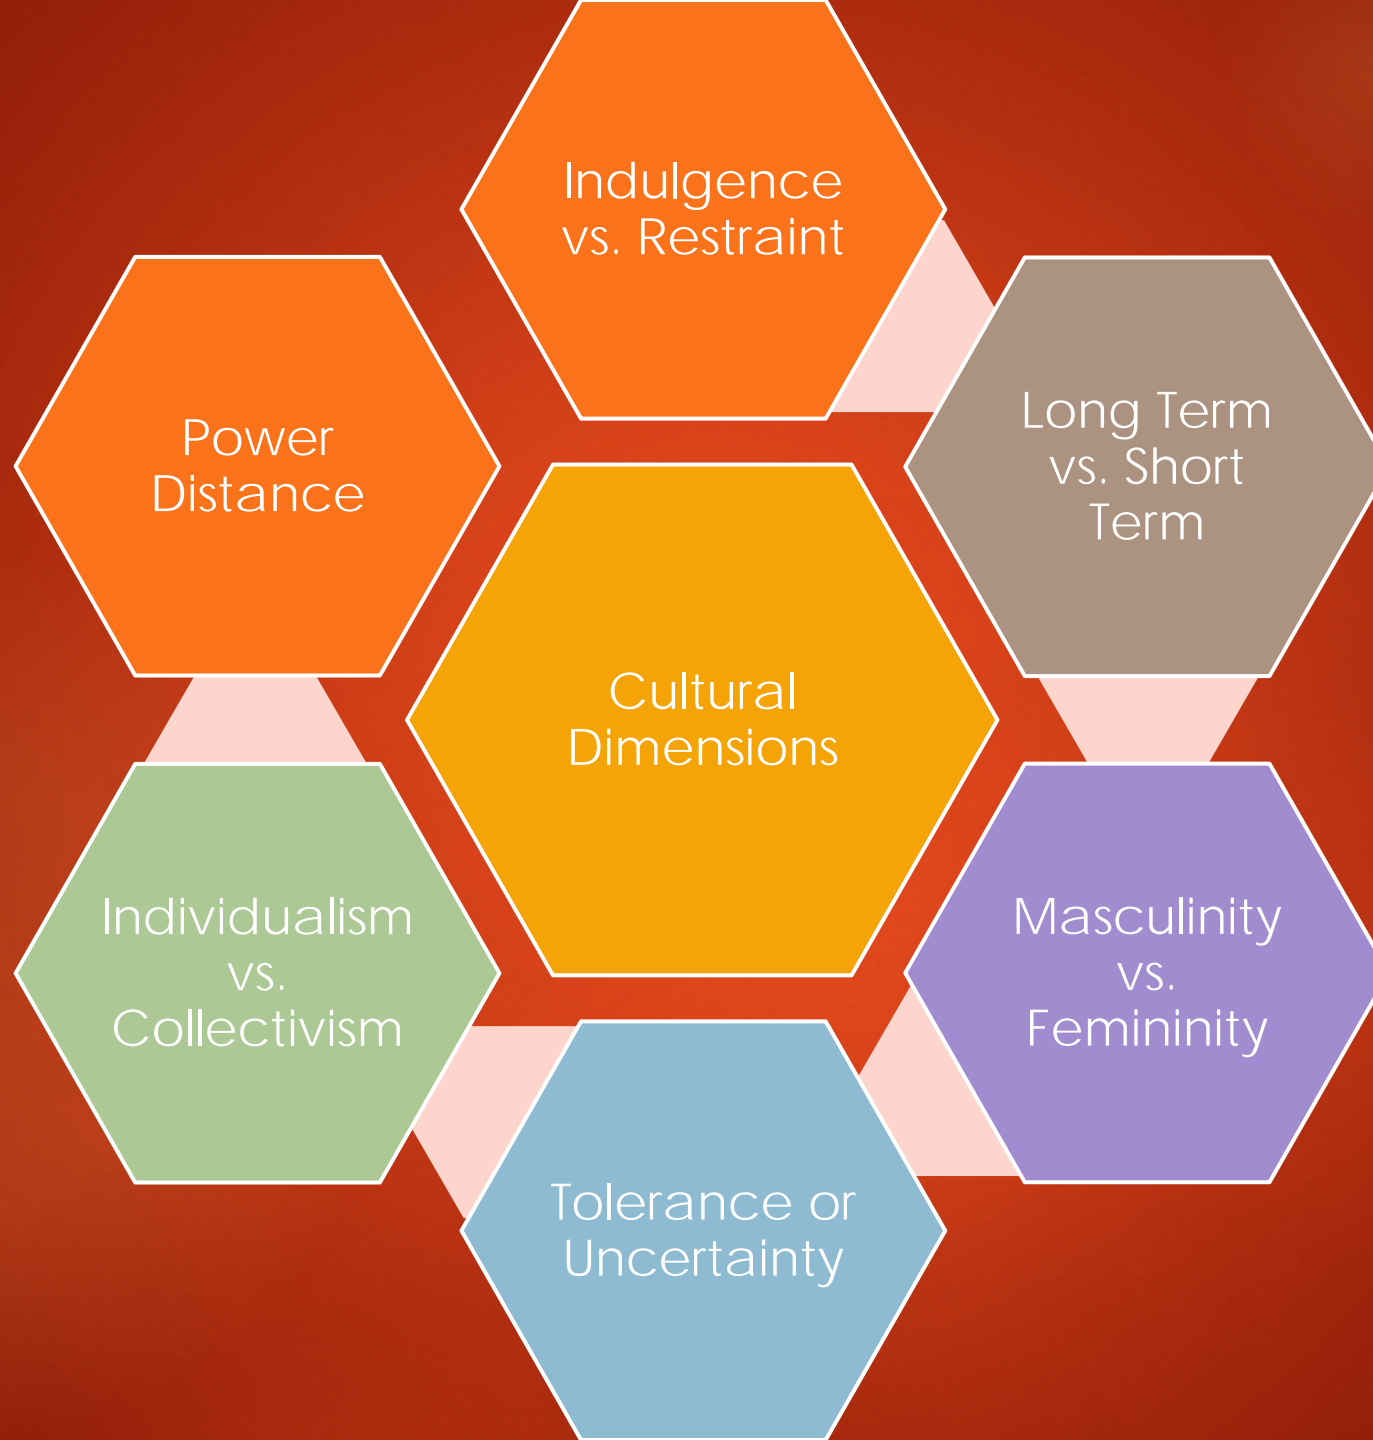 Indulgence
vs. Restraint
Long Term
vs. Short
Term
Masculinity
vs.
Femininity
Tolerance or
Uncertainty
Individualism
vs.
Collectivism
Power
Distance
Cultural
Dimensions